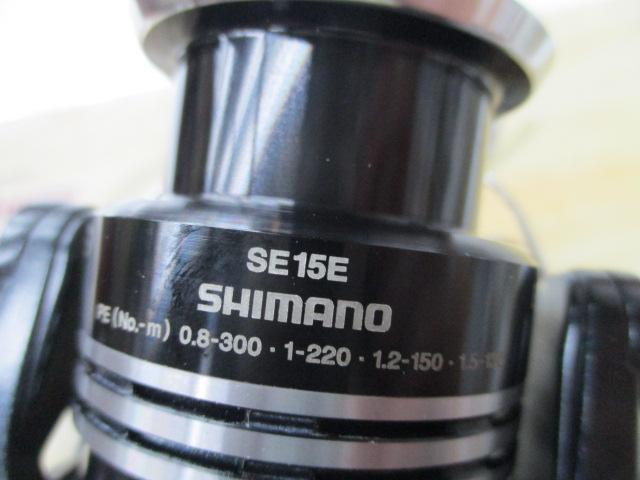 SE15E
SHIMANO
PE (No.-m) 0.8-300 · 1-220 · 1.2-150 ·